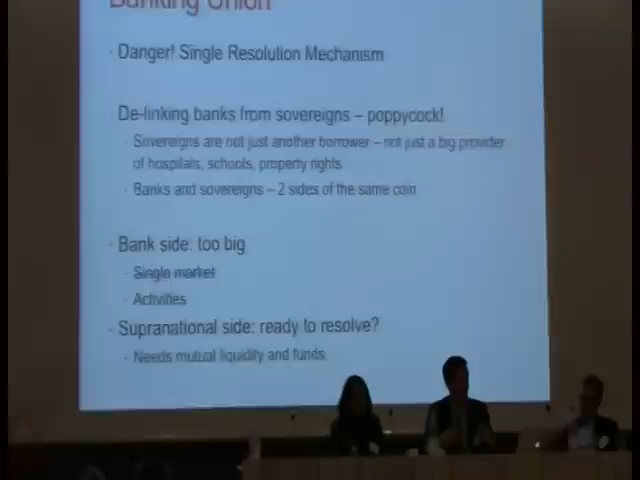 Banking Union
· Danger! Single Resolution Mechanism
· De-linking banks from sovereigns – poppycock!
· Sovereigns are not just another borrower – not just a big provider
of hospitals, schools, property rights
· Banks and sovereigns – 2 sides of the same coin
· Bank side: too big
· Single market
· Activities
· Supranational side: ready to resolve?
· Needs mutual liquidity and funds